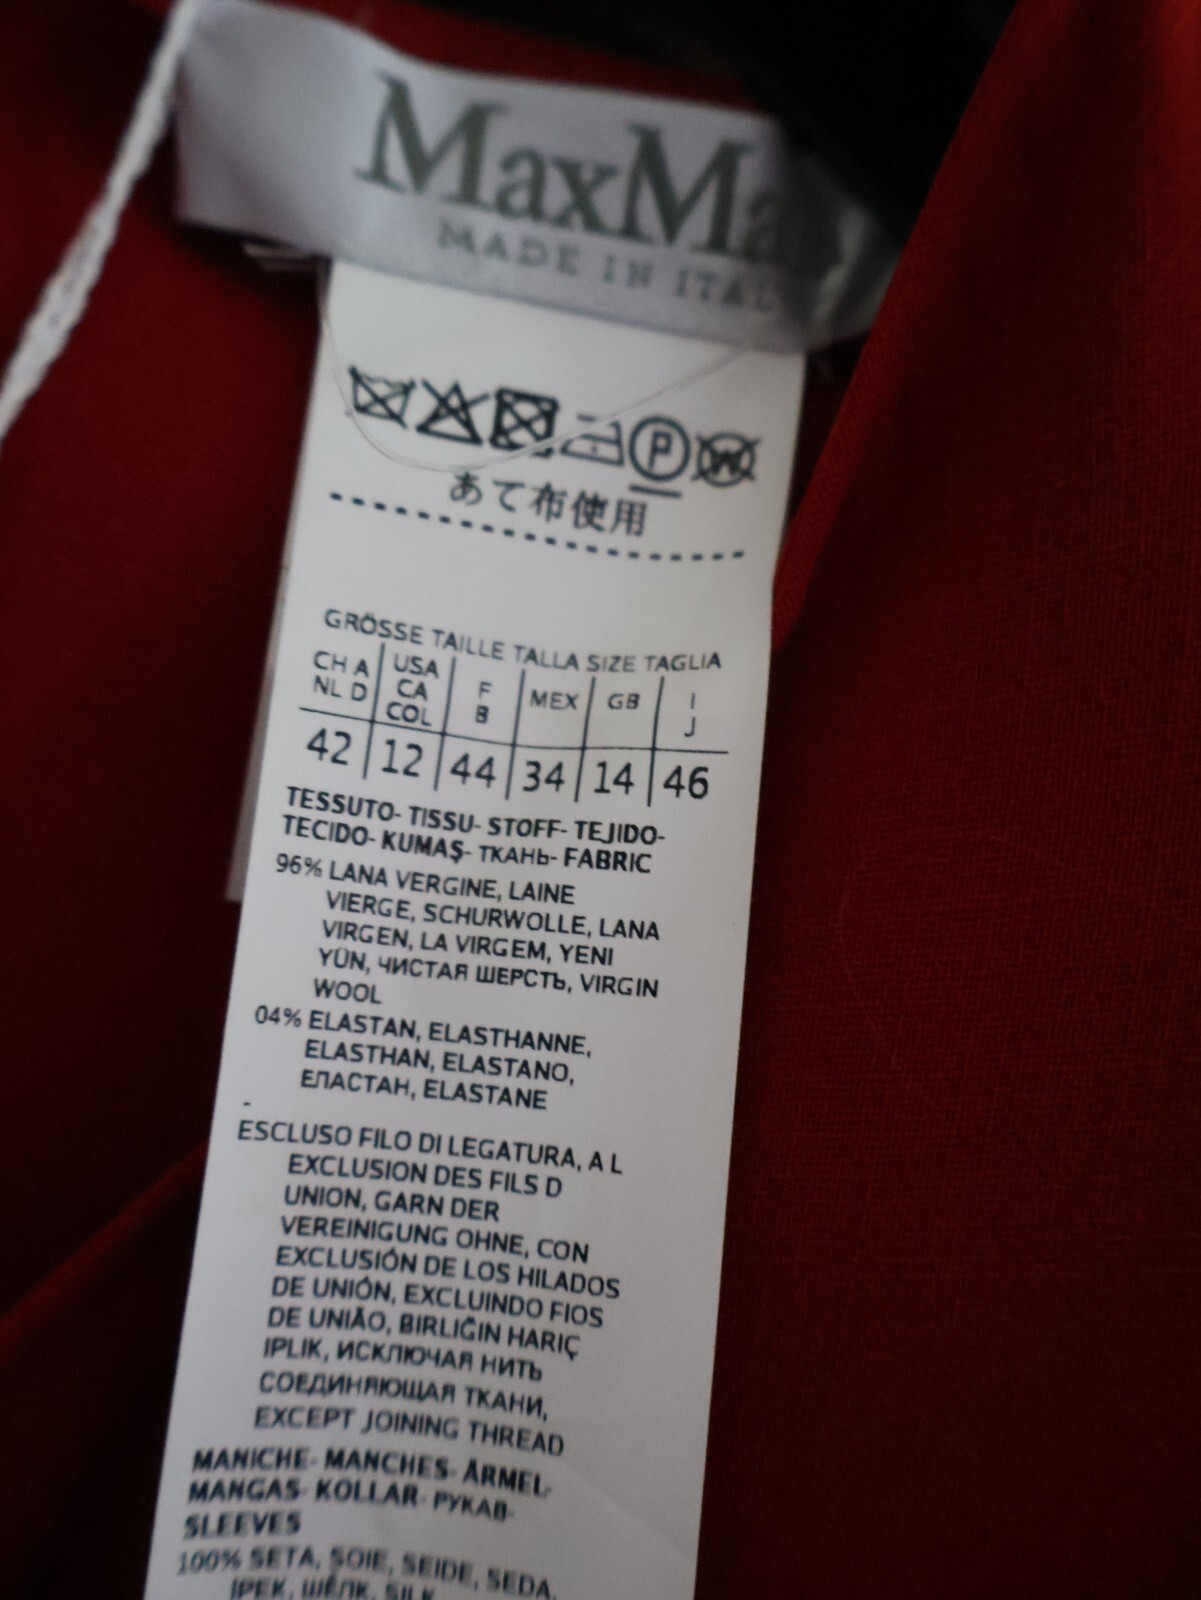 MaxMa
MADE IN ITAL
P W
あて布使用
GRÖSSE TAILLE TALLA SIZE TAGLIA
CH A NL D | USA CA COL | F B | MEX | GB | I J
42 | 12 | 44 | 34 | 14 | 46
TESSUTO- TISSU- STOFF- TEJIDO-
TECIDO- KUMAŞ- ТКАНЬ- FABRIC
96% LANA VERGINE, LAINE
VIERGE, SCHURWOLLE, LANA
VIRGEN, LA VIRGEM, YENI
YÜN, ЧИСТАЯ ШЕРСТЬ, VIRGIN
WOOL
04% ELASTAN, ELASTHANNE,
ELASTHAN, ELASTANO,
ЕЛАСТАН, ELASTANE
-
ESCLUSO FILO DI LEGATURA, A L
EXCLUSION DES FILS D
UNION, GARN DER
VEREINIGUNG OHNE, CON
EXCLUSIÓN DE LOS HILADOS
DE UNIÓN, EXCLUINDO FIOS
DE UNIÃO, BIRLIĞIN HARIÇ
IPLIK, ИСКЛЮЧАЯ НИТЬ
СОЕДИНЯЮЩАЯ ТКАНИ,
EXCEPT JOINING THREAD
MANICHE- MANCHES- ÄRMEL-
MANGAS- KOLLAR- РУКАВ-
SLEEVES
100% SETA, SOIE, SEIDE, SEDA,
İPEK, ШЁЛК, SILK